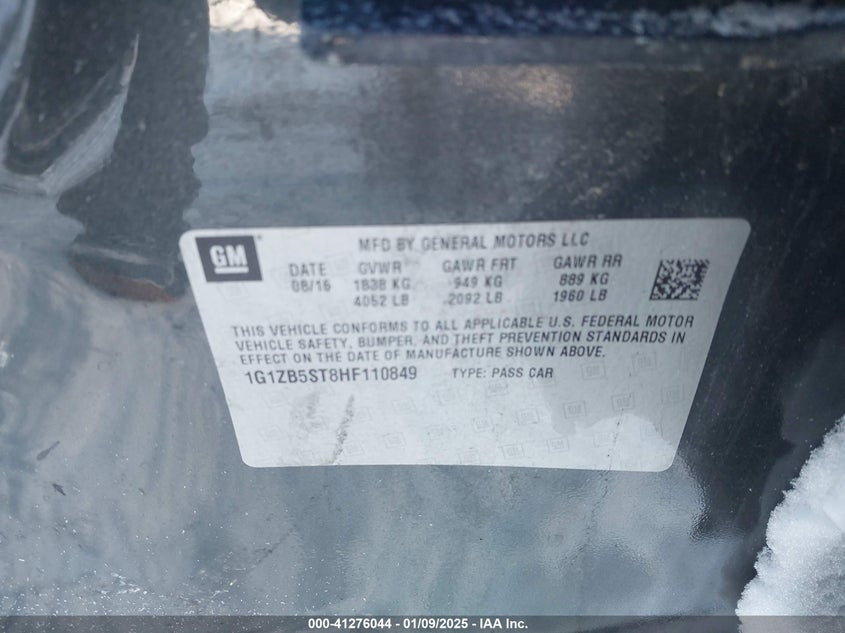 GM
MFD BY GENERAL MOTORS LLC
DATE GVWR GAWR FRT GAWR RR
08/16 1838 KG 949 KG 889 KG
4052 LB 2092 LB 1960 LB
THIS VEHICLE CONFORMS TO ALL APPLICABLE U.S. FEDERAL MOTOR
VEHICLE SAFETY, BUMPER, AND THEFT PREVENTION STANDARDS IN
EFFECT ON THE DATE OF MANUFACTURE SHOWN ABOVE.
1G1ZB5ST8HF110849 TYPE: PASS CAR
000-41276044 - 01/09/2025 - IAA Inc.